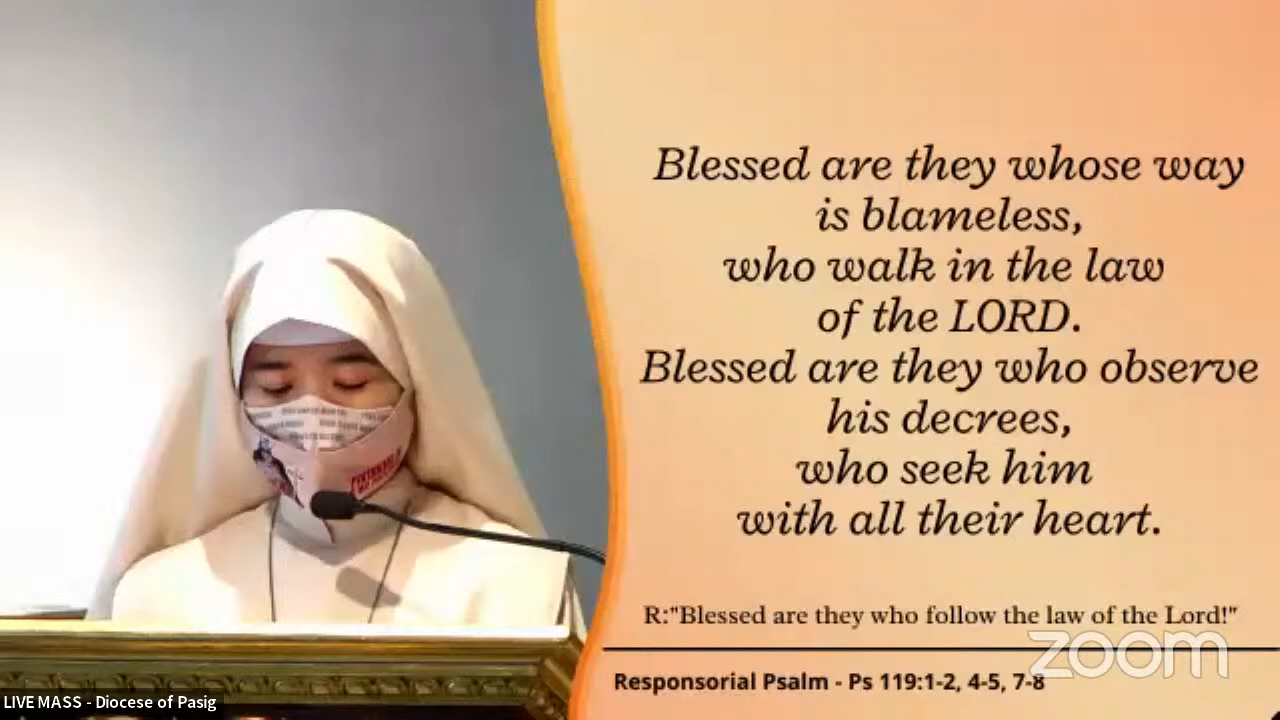 Blessed are they whose way
is blameless,
who walk in the law
of the LORD.
Blessed are they who observe
his decrees,
who seek him
with all their heart.
R:"Blessed are they who follow the law of the Lord!"
zoom
Responsorial Psalm - Ps 119:1-2, 4-5, 7-8
LIVE MASS - Diocese of Pasig